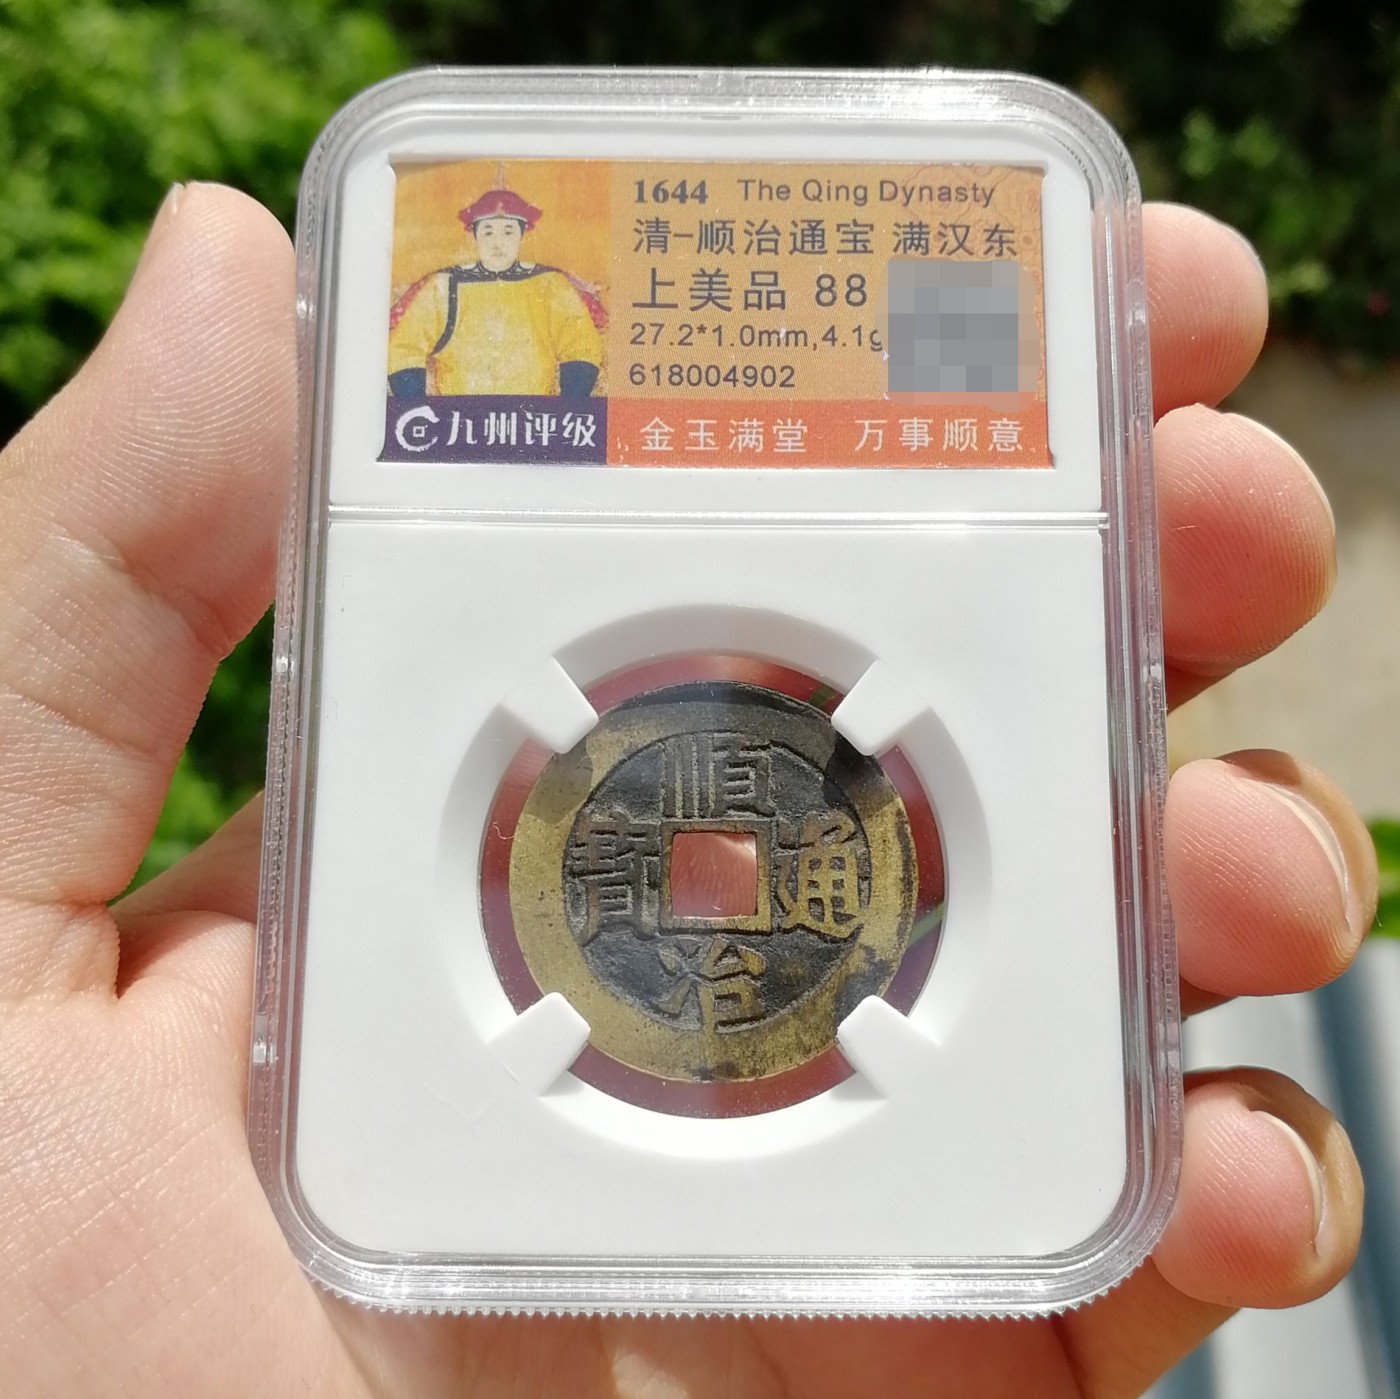 1644 The Qing Dynasty
清-顺治通宝 满汉东
上美品 88
27.2*1.0mm,4.1g
618004902
九州评级
金玉满堂 万事顺意
順
寳 通
治